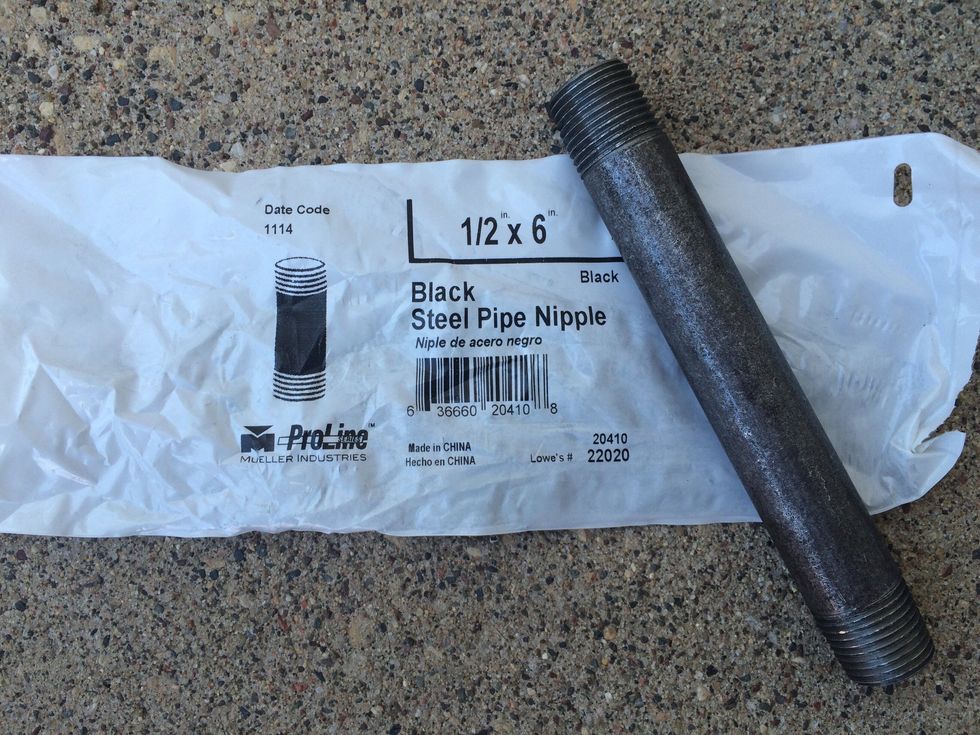 Date Code
1114
1/2 in. x 6 in.
Black
Black
Steel Pipe Nipple
Niple de acero negro
6 36660 20410 8
ProLine SERIES ™
MUELLER INDUSTRIES
Made in CHINA
Hecho en CHINA
20410
Lowe's # 22020